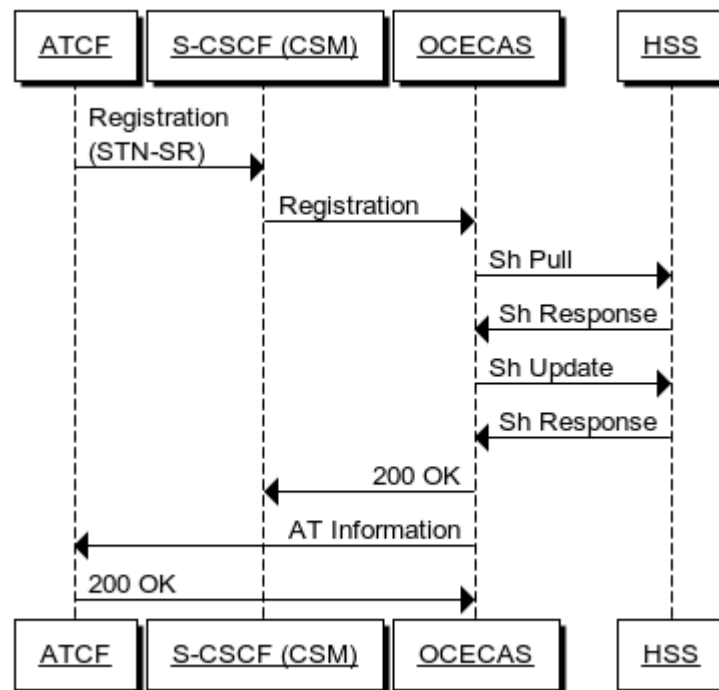 ATCF
S-CSCF (CSM)
OCECAS
HSS
Registration
(STN-SR)
Registration
Sh Pull
Sh Response
Sh Update
Sh Response
200 OK
AT Information
200 OK
ATCF
S-CSCF (CSM)
OCECAS
HSS